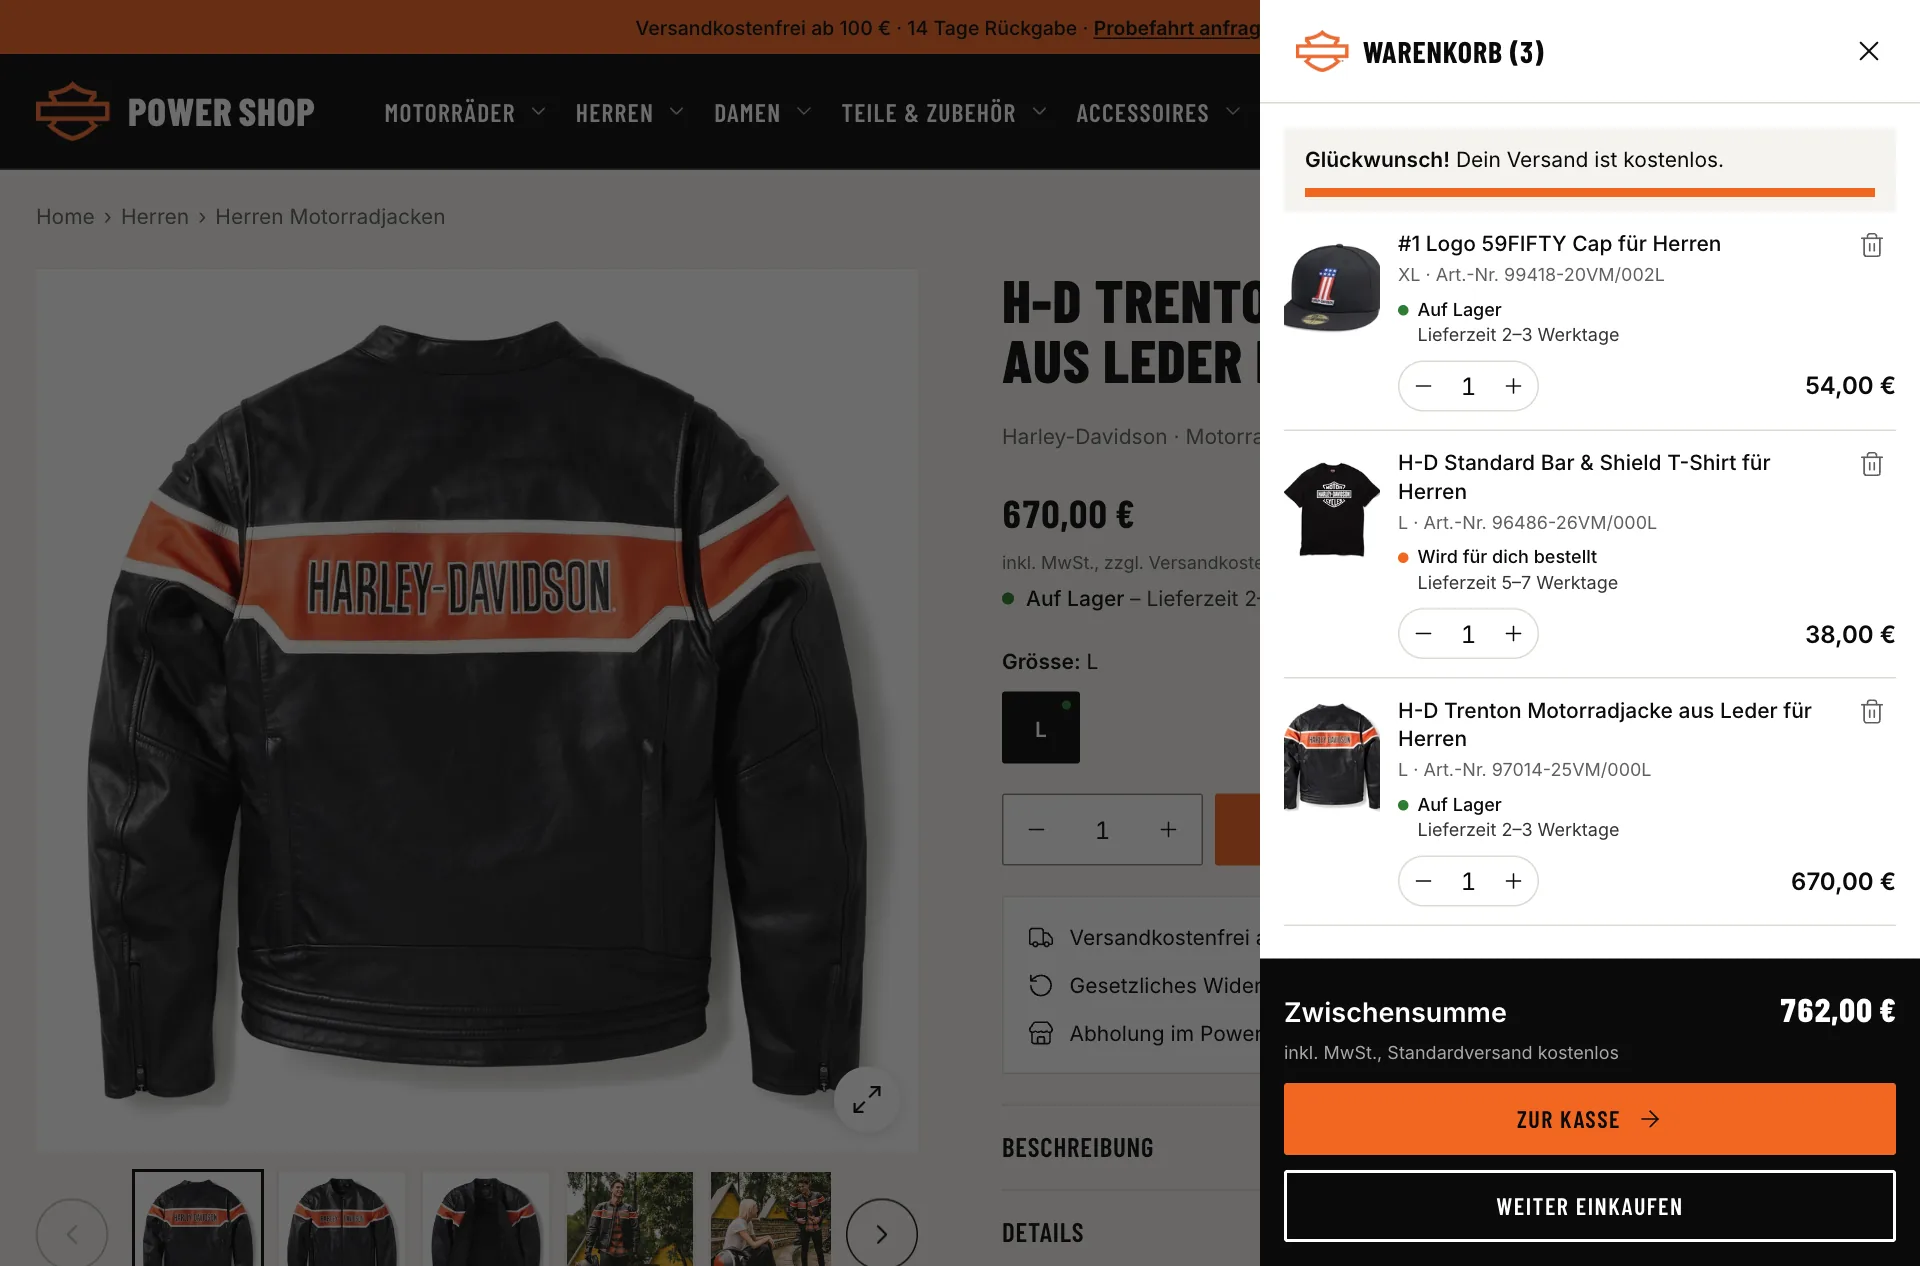 Versandkostenfrei ab 100 € · 14 Tage Rückgabe · Probefahrt anfrag
POWER SHOP
MOTORRÄDER
HERREN
DAMEN
TEILE & ZUBEHÖR
ACCESSOIRES
Home › Herren › Herren Motorradjacken
HARLEY-DAVIDSON
H-D TRENTO
AUS LEDER
Harley-Davidson · Motorra
670,00 €
inkl. MwSt., zzgl. Versandkoste
Auf Lager – Lieferzeit 2-
Grösse: L
L
1
Versandkostenfrei a
Gesetzliches Wider
Abholung im Power
BESCHREIBUNG
DETAILS
WARENKORB (3)
Glückwunsch! Dein Versand ist kostenlos.
#1 Logo 59FIFTY Cap für Herren
XL · Art.-Nr. 99418-20VM/002L
Auf Lager
Lieferzeit 2–3 Werktage
1
54,00 €
H-D Standard Bar & Shield T-Shirt für
Herren
L · Art.-Nr. 96486-26VM/000L
Wird für dich bestellt
Lieferzeit 5–7 Werktage
1
38,00 €
H-D Trenton Motorradjacke aus Leder für
Herren
L · Art.-Nr. 97014-25VM/000L
Auf Lager
Lieferzeit 2–3 Werktage
1
670,00 €
Zwischensumme
762,00 €
inkl. MwSt., Standardversand kostenlos
ZUR KASSE
WEITER EINKAUFEN